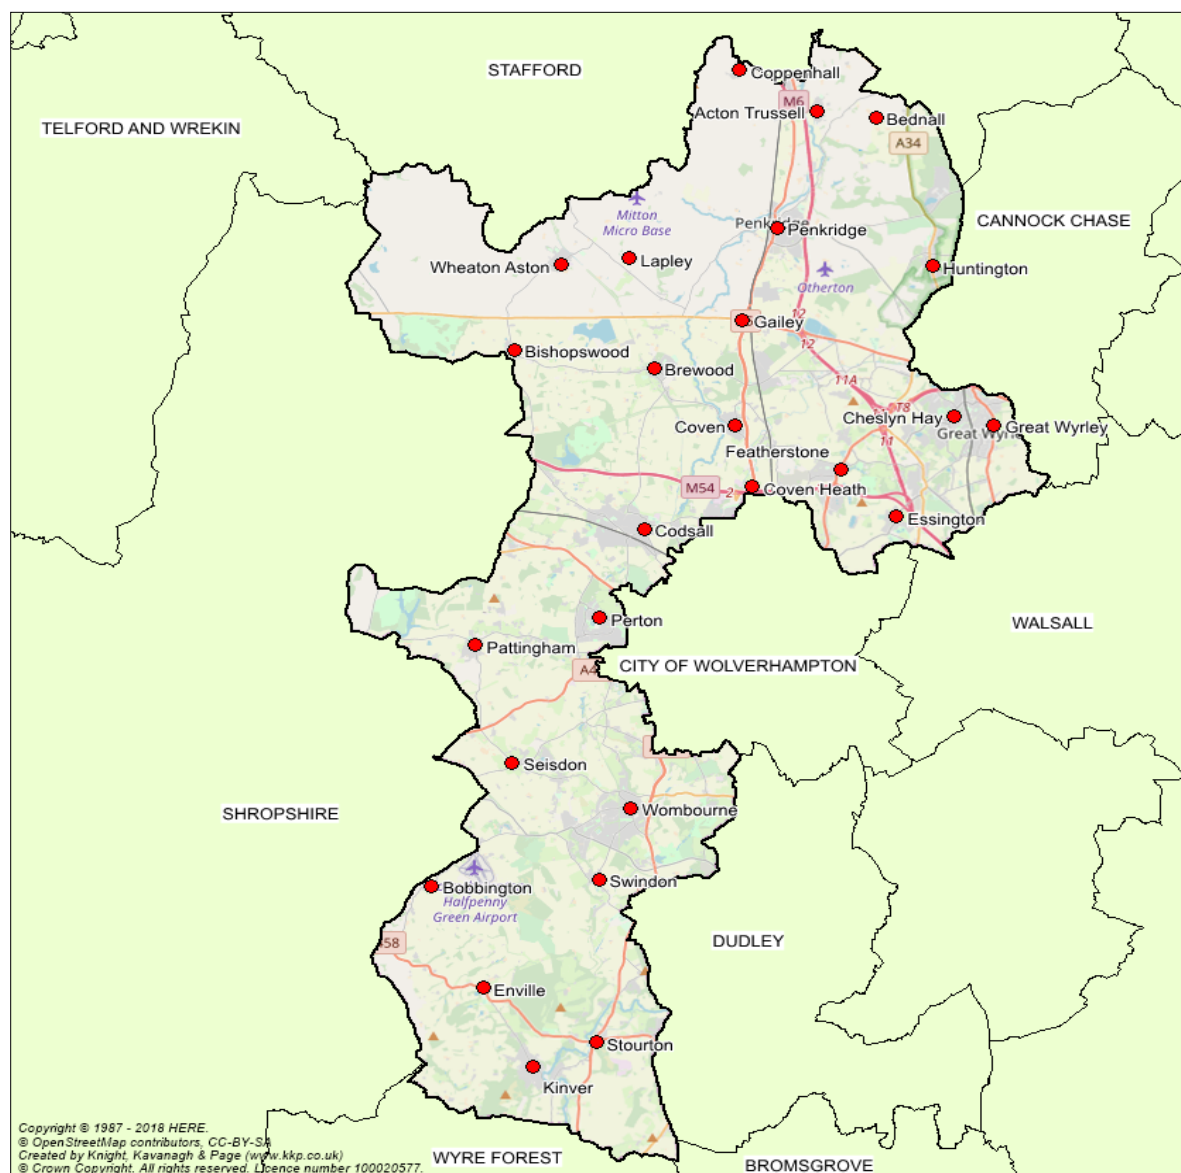 STAFFORD
Coppenhall
M6
Acton Trussell
Bednall
TELFORD AND WREKIN
A34
Mitton
Micro Base
CANNOCK CHASE
Penkridge
Wheaton Aston
Lapley
Huntington
Otherton
12
Gailey
12
Bishopswood
Brewood
11A
T8
Cheslyn Hay
Great Wyrley
Coven
11
Featherstone
M54
2
Coven Heath
Essington
Codsall
Perton
WALSALL
Pattingham
CITY OF WOLVERHAMPTON
A4
Seisdon
SHROPSHIRE
Wombourne
Swindon
Bobbington
Halfpenny
Green Airport
DUDLEY
58
Enville
Stourton
Kinver
Copyright © 1987 - 2018 HERE.
© OpenStreetMap contributors, CC-BY-SA
Created by Knight, Kavanagh & Page (www.kkp.co.uk)
© Crown Copyright. All rights reserved. Licence number 100020577.
WYRE FOREST
BROMSGROVE